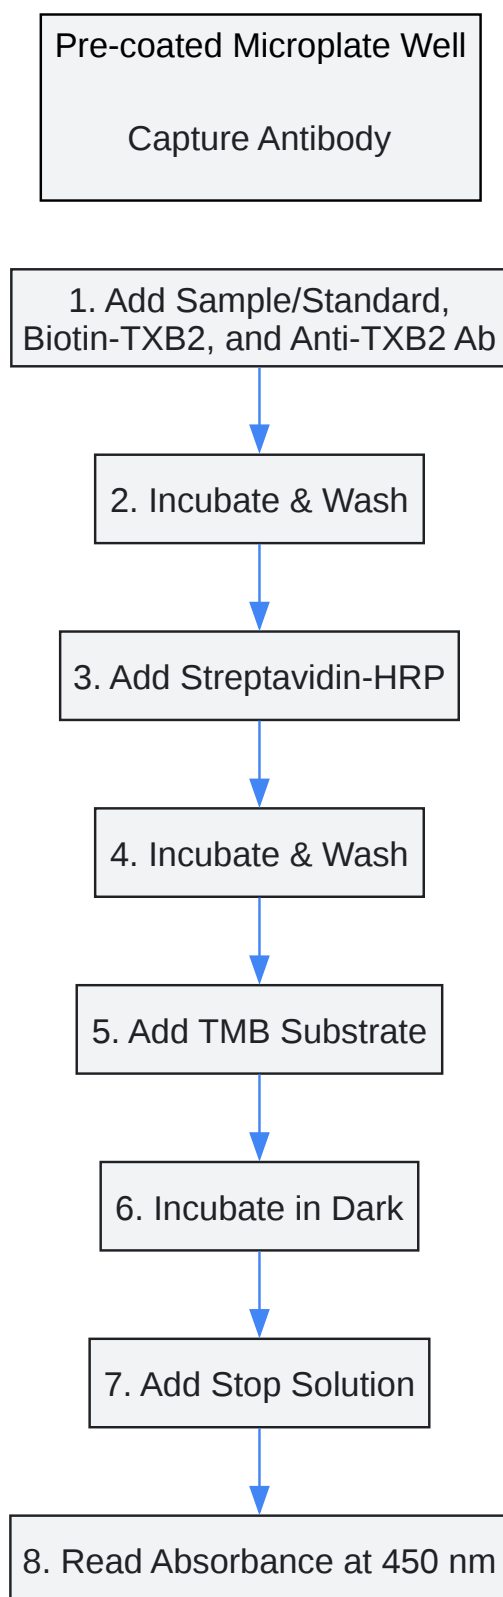 Pre-coated Microplate Well
Capture Antibody
1. Add Sample/Standard,
Biotin-TXB2, and Anti-TXB2 Ab
2. Incubate & Wash
3. Add Streptavidin-HRP
4. Incubate & Wash
5. Add TMB Substrate
6. Incubate in Dark
7. Add Stop Solution
8. Read Absorbance at 450 nm